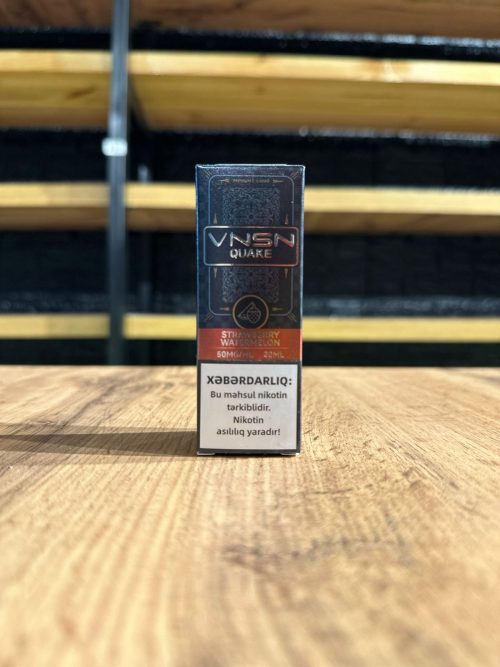 VNSN
QUAKE
STRAWBERRY
WATERMELON
50MG/ML 30ML
XƏBƏRDARLIQ:
Bu məhsul nikotin
tərkiblidir.
Nikotin
asılılıq yaradır!